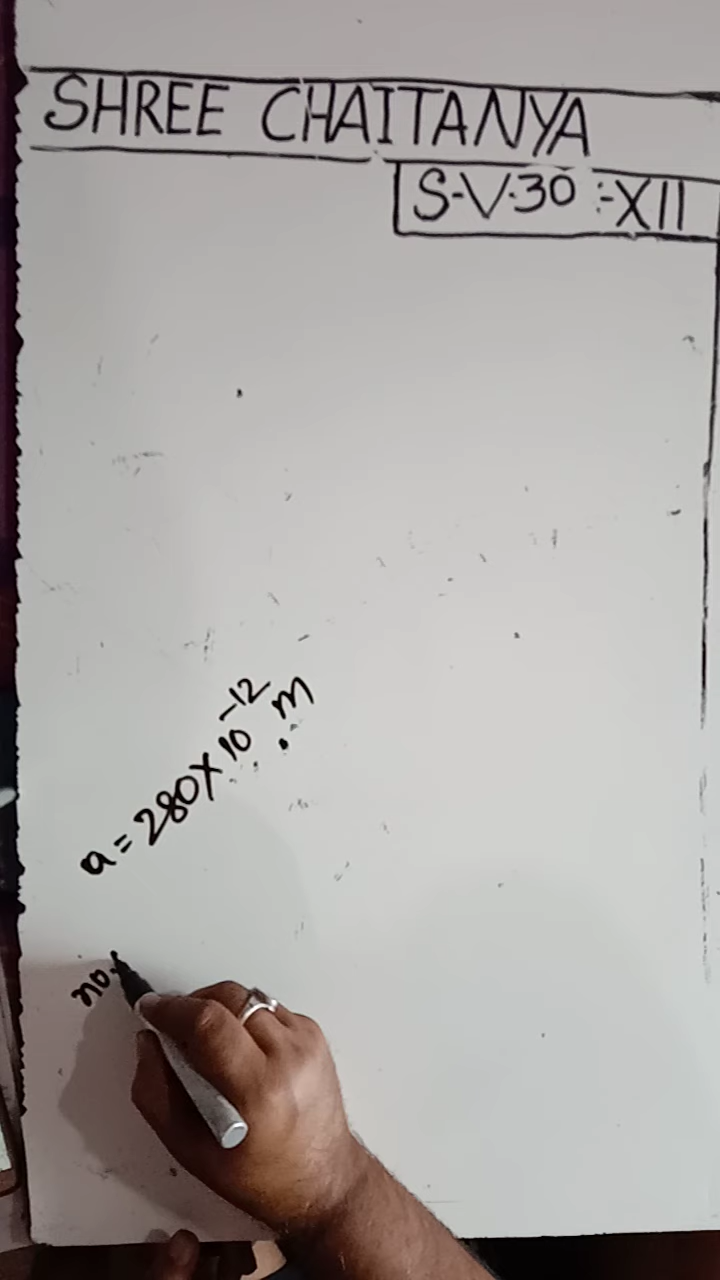 SHREE CHAITANYA
S-V.30 :-XII
a = 280 X 10⁻¹² m
no.